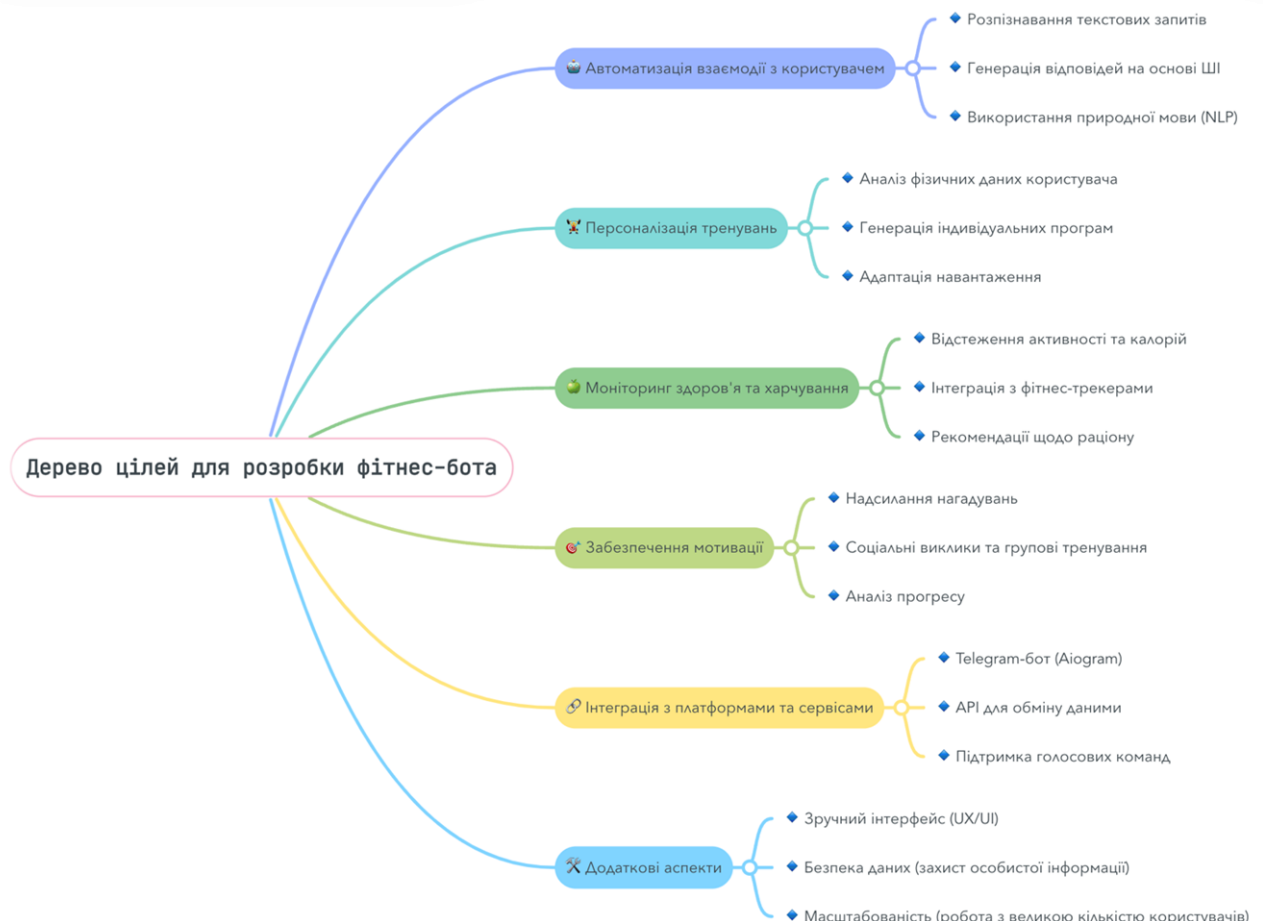 Дерево цілей для розробки фітнес-бота
Автоматизація взаємодії з користувачем
Розпізнавання текстових запитів
Генерація відповідей на основі ШІ
Використання природної мови (NLP)
Персоналізація тренувань
Аналіз фізичних даних користувача
Генерація індивідуальних програм
Адаптація навантаження
Моніторинг здоров'я та харчування
Відстеження активності та калорій
Інтеграція з фітнес-трекерами
Рекомендації щодо раціону
Забезпечення мотивації
Надсилання нагадувань
Соціальні виклики та групові тренування
Аналіз прогресу
Інтеграція з платформами та сервісами
Telegram-бот (Aiogram)
API для обміну даними
Підтримка голосових команд
Додаткові аспекти
Зручний інтерфейс (UX/UI)
Безпека даних (захист особистої інформації)
Масштабованість (робота з великою кількістю користувачів)